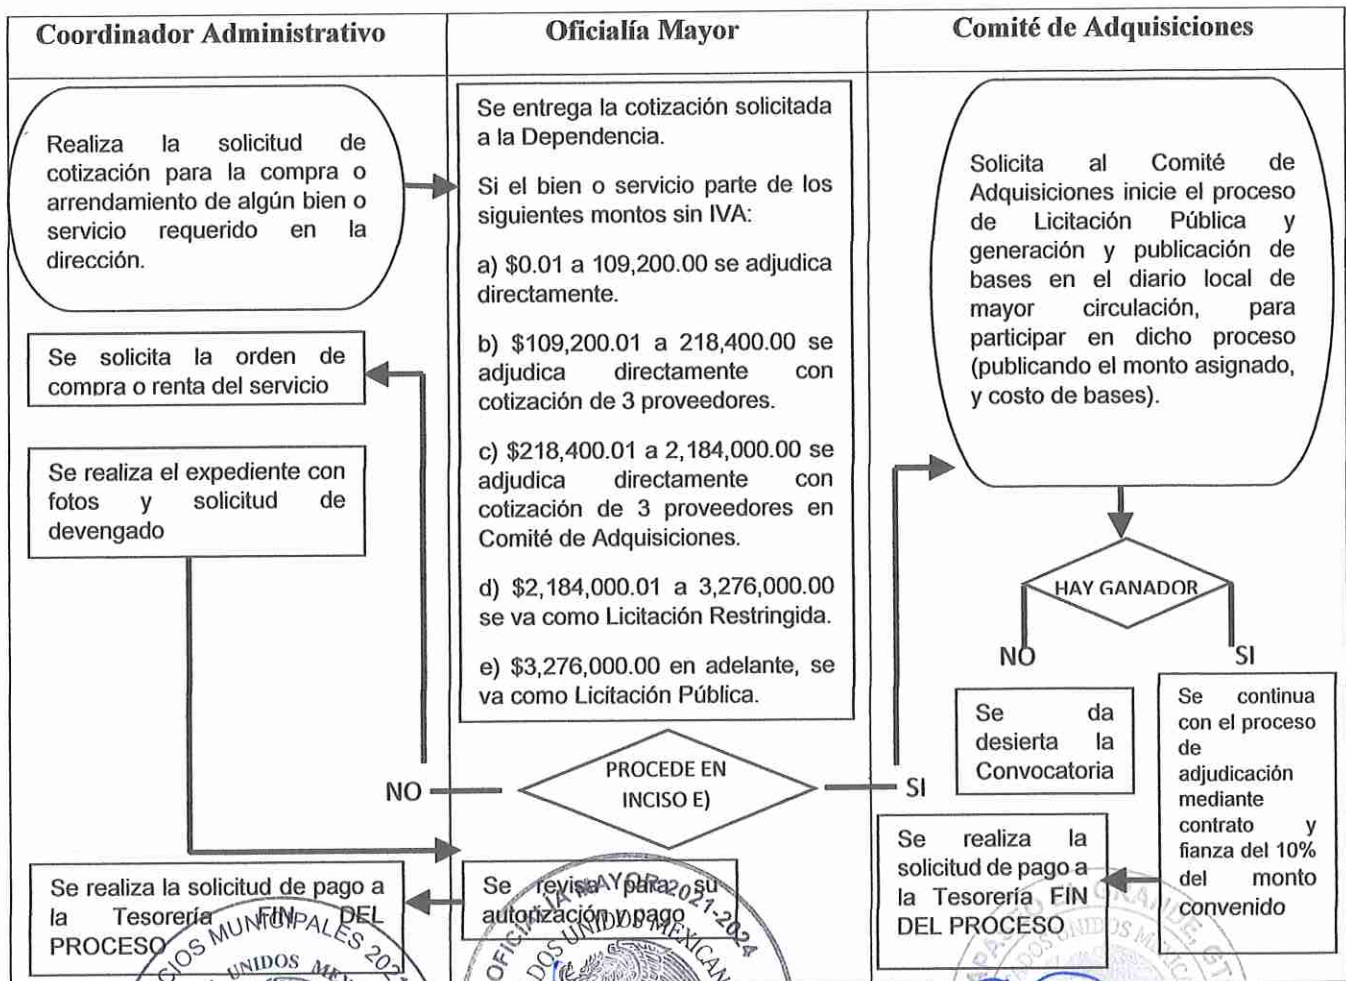 Coordinador Administrativo
Oficialía Mayor
Comité de Adquisiciones
Realiza la solicitud de
cotización para la compra o
arrendamiento de algún bien o
servicio requerido en la
dirección.
Se solicita la orden de
compra o renta del servicio
Se realiza el expediente con
fotos y solicitud de
devengado
Se realiza la solicitud de pago a
la Tesorería FIN DEL
PROCESO
Se entrega la cotización solicitada
a la Dependencia.
Si el bien o servicio parte de los
siguientes montos sin IVA:
a) $0.01 a 109,200.00 se adjudica
directamente.
b) $109,200.01 a 218,400.00 se
adjudica directamente con
cotización de 3 proveedores.
c) $218,400.01 a 2,184,000.00 se
adjudica directamente con
cotización de 3 proveedores en
Comité de Adquisiciones.
d) $2,184,000.01 a 3,276,000.00
se va como Licitación Restringida.
e) $3,276,000.00 en adelante, se
va como Licitación Pública.
NO
PROCEDE EN
INCISO E)
SI
Se revisa para su
autorización y pago
Solicita al Comité de
Adquisiciones inicie el proceso
de Licitación Pública y
generación y publicación de
bases en el diario local de
mayor circulación, para
participar en dicho proceso
(publicando el monto asignado,
y costo de bases).
HAY GANADOR
NO
SI
Se da
desierta la
Convocatoria
Se continua
con el proceso
de
adjudicación
mediante
contrato y
fianza del 10%
del monto
convenido
Se realiza la
solicitud de pago a
la Tesorería FIN
DEL PROCESO
MUNICIPALES
UNIDOS
OFICIALIA MAYOR 2021-2024
UNIDOS MEXICAN
GRANDE, GT
UNIDOS